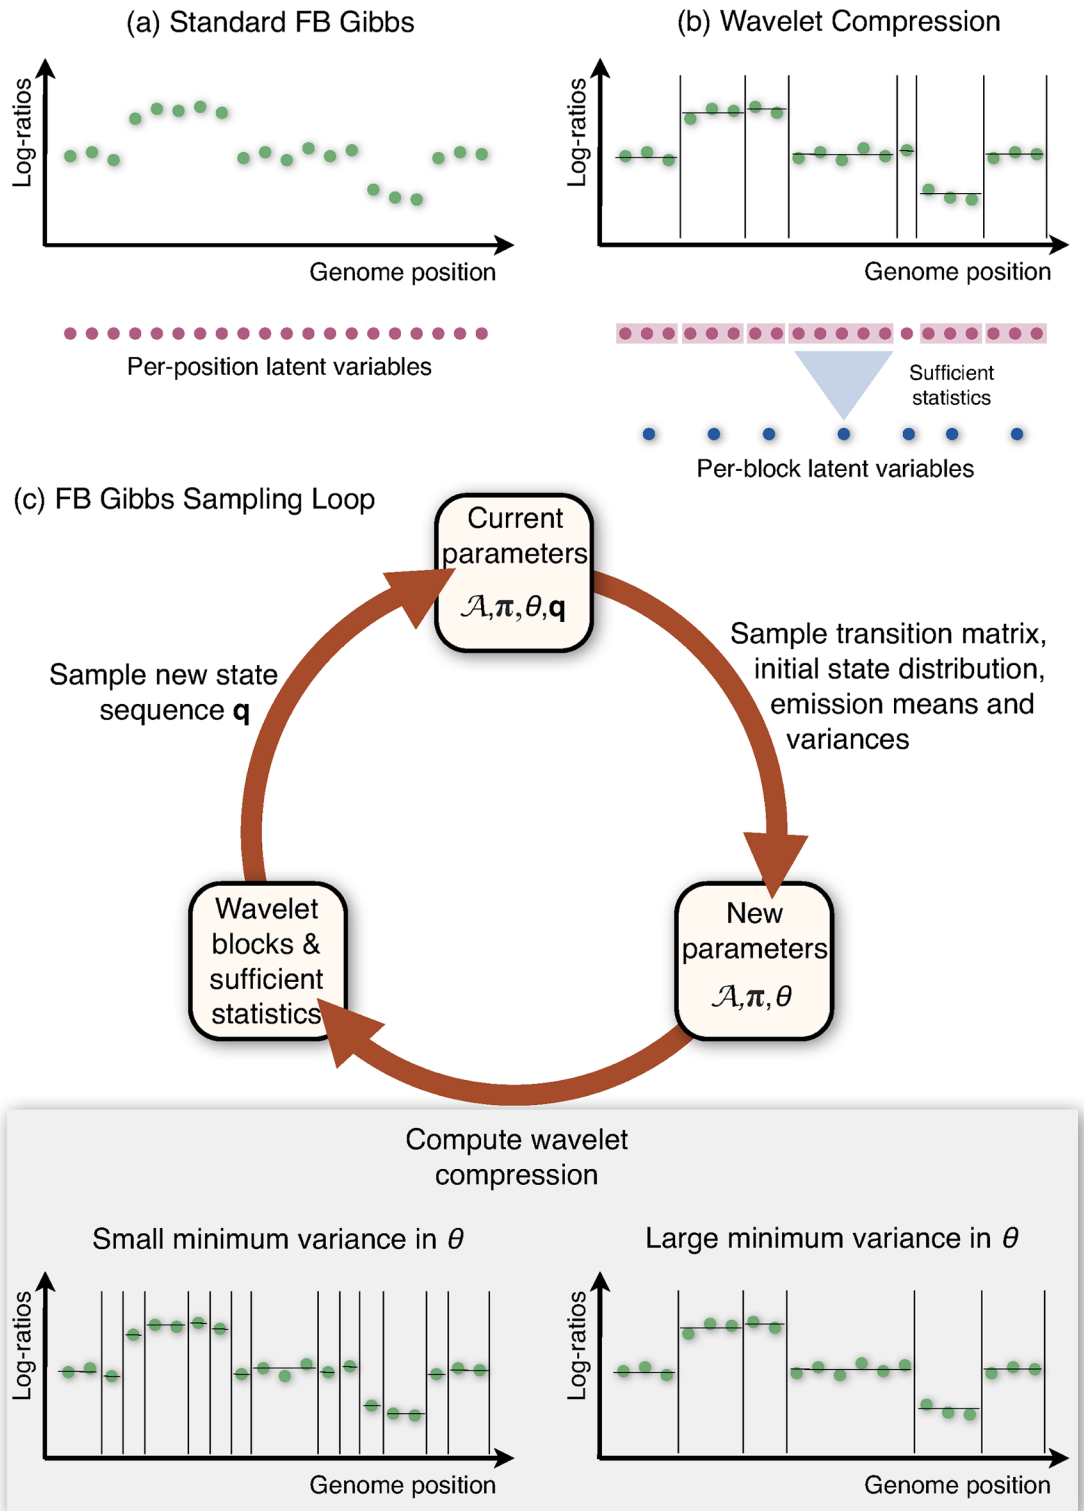 (a) Standard FB Gibbs
(b) Wavelet Compression
Log-ratios
Genome position
Log-ratios
Genome position
Per-position latent variables
Sufficient
statistics
Per-block latent variables
(c) FB Gibbs Sampling Loop
Current
parameters
𝒜,𝛑,θ,𝐪
Sample new state
sequence 𝐪
Sample transition matrix,
initial state distribution,
emission means and
variances
Wavelet
blocks &
sufficient
statistics
New
parameters
𝒜,𝛑,θ
Compute wavelet
compression
Small minimum variance in θ
Large minimum variance in θ
Log-ratios
Genome position
Log-ratios
Genome position